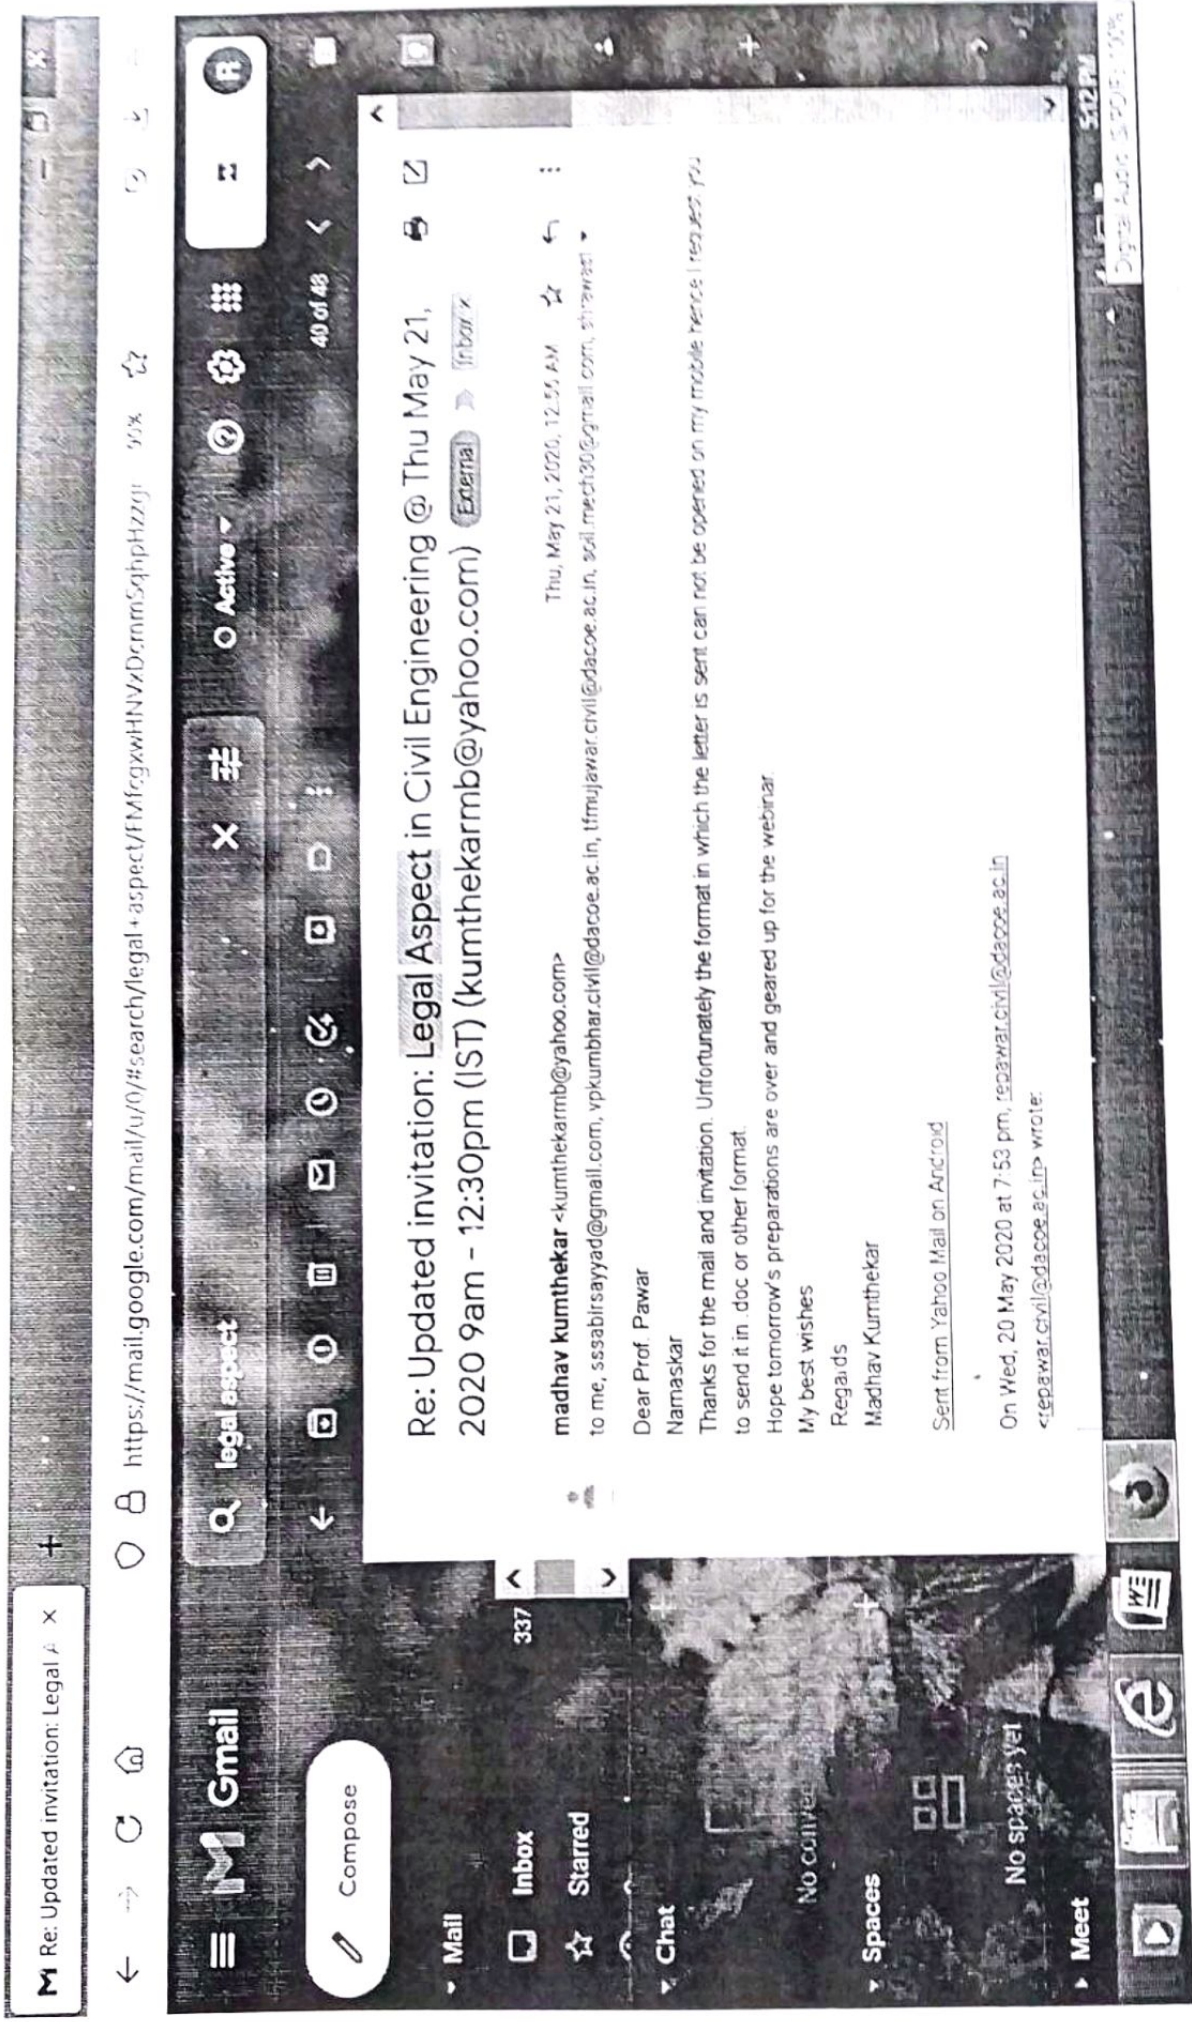 Re: Updated invitation: Legal
https://mail.google.com/mail/u/0/#search/legal+aspect/
Gmail
legal aspect
Active
R
Compose
40 of 48
Mail
Inbox 337
Starred
Chat
Spaces
No spaces yet
Meet
Re: Updated invitation: Legal Aspect in Civil Engineering @ Thu May 21,
2020 9am - 12:30pm (IST) (kumthekarmb@yahoo.com) External Inbox x
madhav kumthekar <kumthekarmb@yahoo.com> Thu, May 21, 2020, 12:55 AM
to me, sssabirsayyad@gmail.com, vpkumbhar.civil@dacoe.ac.in, tfmujawar.civil@dacoe.ac.in, soil.mech30@gmail.com,
Dear Prof. Pawar
Namaskar
Thanks for the mail and invitation. Unfortunately the format in which the letter is sent can not be opened on my mobile hence I request you
to send it in .doc or other format.
Hope tomorrow's preparations are over and geared up for the webinar.
My best wishes
Regards
Madhav Kumthekar
Sent from Yahoo Mail on Android
On Wed, 20 May 2020 at 7:53 pm, repawar.civil@dacoe.ac.in
<repawar.civil@dacoe.ac.in> wrote:
5:12 PM
Digital Audio (S/PDIF): 100%